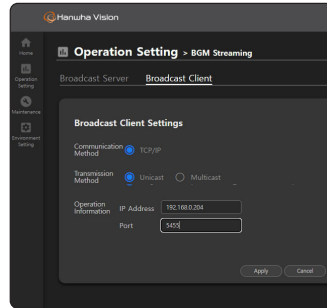 Hanwha Vision
Home
Operation
Setting
Maintenance
Environment
Setting
Operation Setting > BGM Streaming
Broadcast Server Broadcast Client
Broadcast Client Settings
Communication
Method
TCP/IP
Transmission
Method
Unicast Multicast
Operation
Information
IP Address 192.168.0.204
Port 5455
Apply Cancel